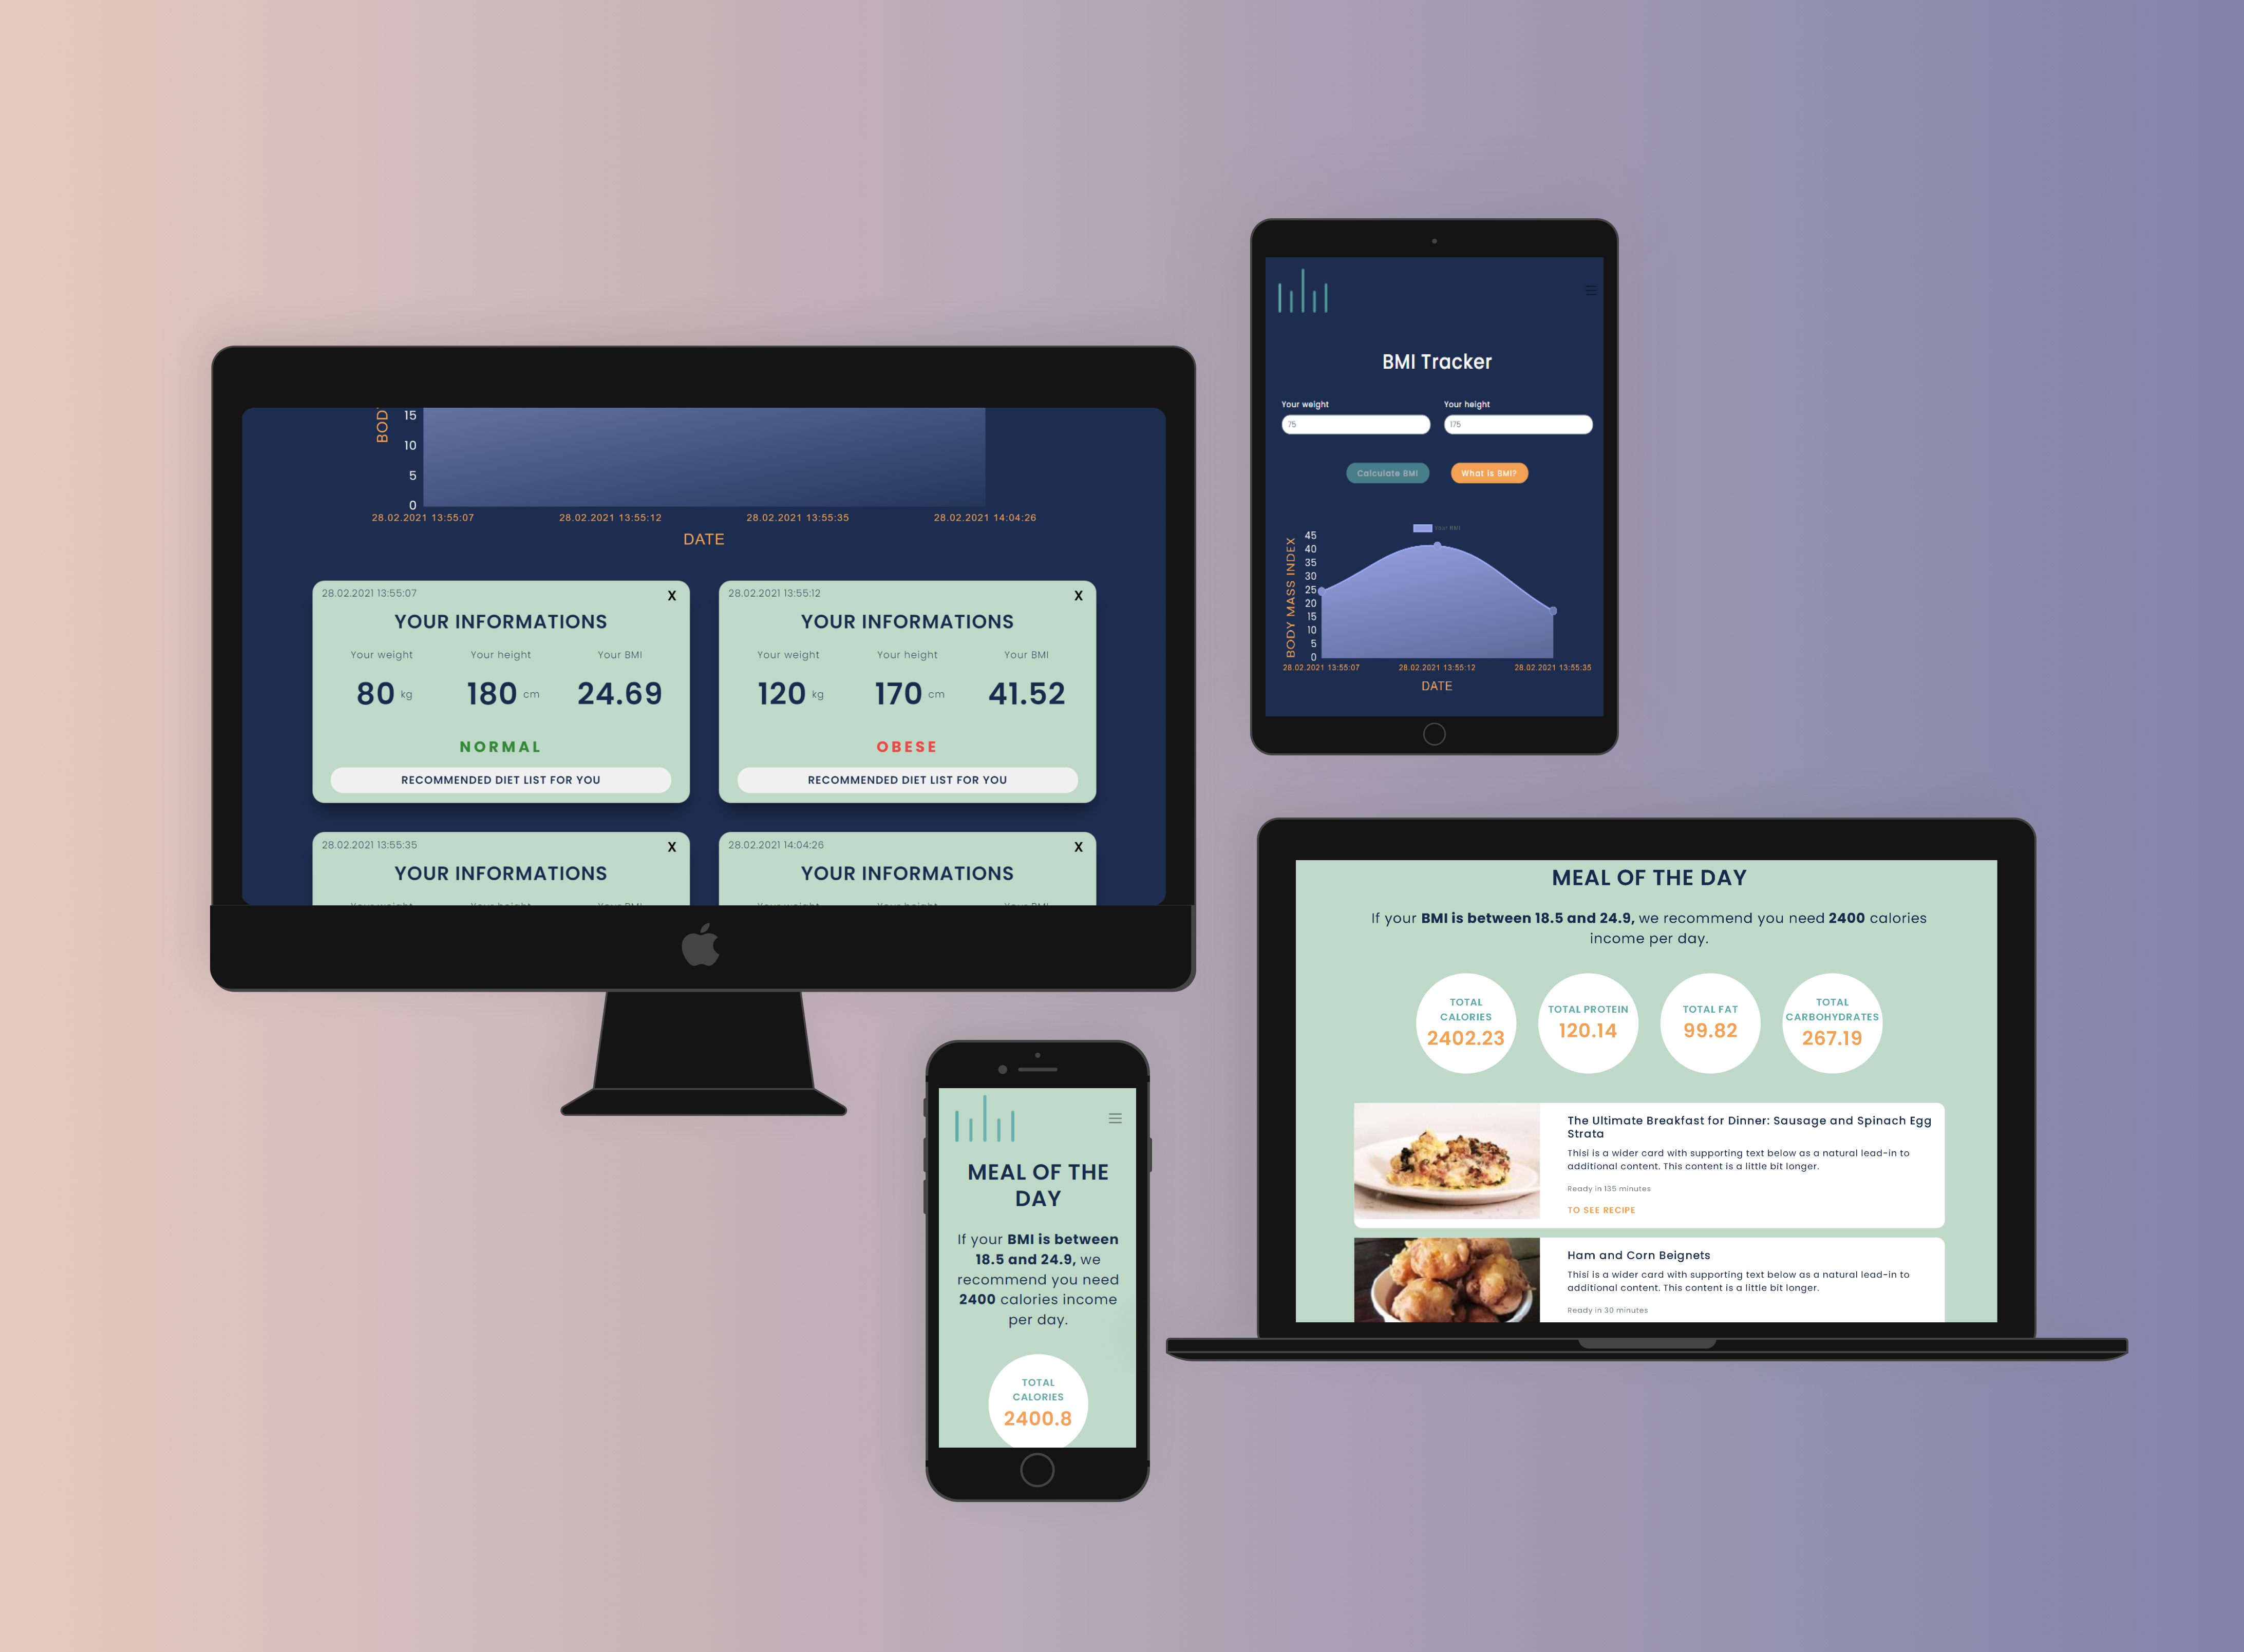 BOD
15
10
5
0
28.02.2021 13:55:07
28.02.2021 13:55:12
28.02.2021 13:55:35
28.02.2021 14:04:26
DATE
28.02.2021 13:55:07
X
YOUR INFORMATIONS
Your weight
Your height
Your BMI
80 kg
180 cm
24.69
NORMAL
RECOMMENDED DIET LIST FOR YOU
28.02.2021 13:55:12
X
YOUR INFORMATIONS
Your weight
Your height
Your BMI
120 kg
170 cm
41.52
OBESE
RECOMMENDED DIET LIST FOR YOU
28.02.2021 13:55:35
X
YOUR INFORMATIONS
Your weight
Your height
Your BMI
28.02.2021 14:04:26
X
YOUR INFORMATIONS
Your weight
Your height
Your BMI
BMI Tracker
Your weight
Your height
75
175
Calculate BMI
What is BMI?
Your BMI
BODY MASS INDEX
45
40
35
30
25
20
15
10
5
0
28.02.2021 13:55:07
28.02.2021 13:55:12
28.02.2021 13:55:35
DATE
MEAL OF THE
DAY
If your BMI is between
18.5 and 24.9, we
recommend you need
2400 calories income
per day.
TOTAL
CALORIES
2400.8
MEAL OF THE DAY
If your BMI is between 18.5 and 24.9, we recommend you need 2400 calories
income per day.
TOTAL
CALORIES
2402.23
TOTAL PROTEIN
120.14
TOTAL FAT
99.82
TOTAL
CARBOHYDRATES
267.19
The Ultimate Breakfast for Dinner: Sausage and Spinach Egg
Strata
Thisi is a wider card with supporting text below as a natural lead-in to
additional content. This content is a little bit longer.
Ready in 135 minutes
TO SEE RECIPE
Ham and Corn Beignets
Thisi is a wider card with supporting text below as a natural lead-in to
additional content. This content is a little bit longer.
Ready in 30 minutes